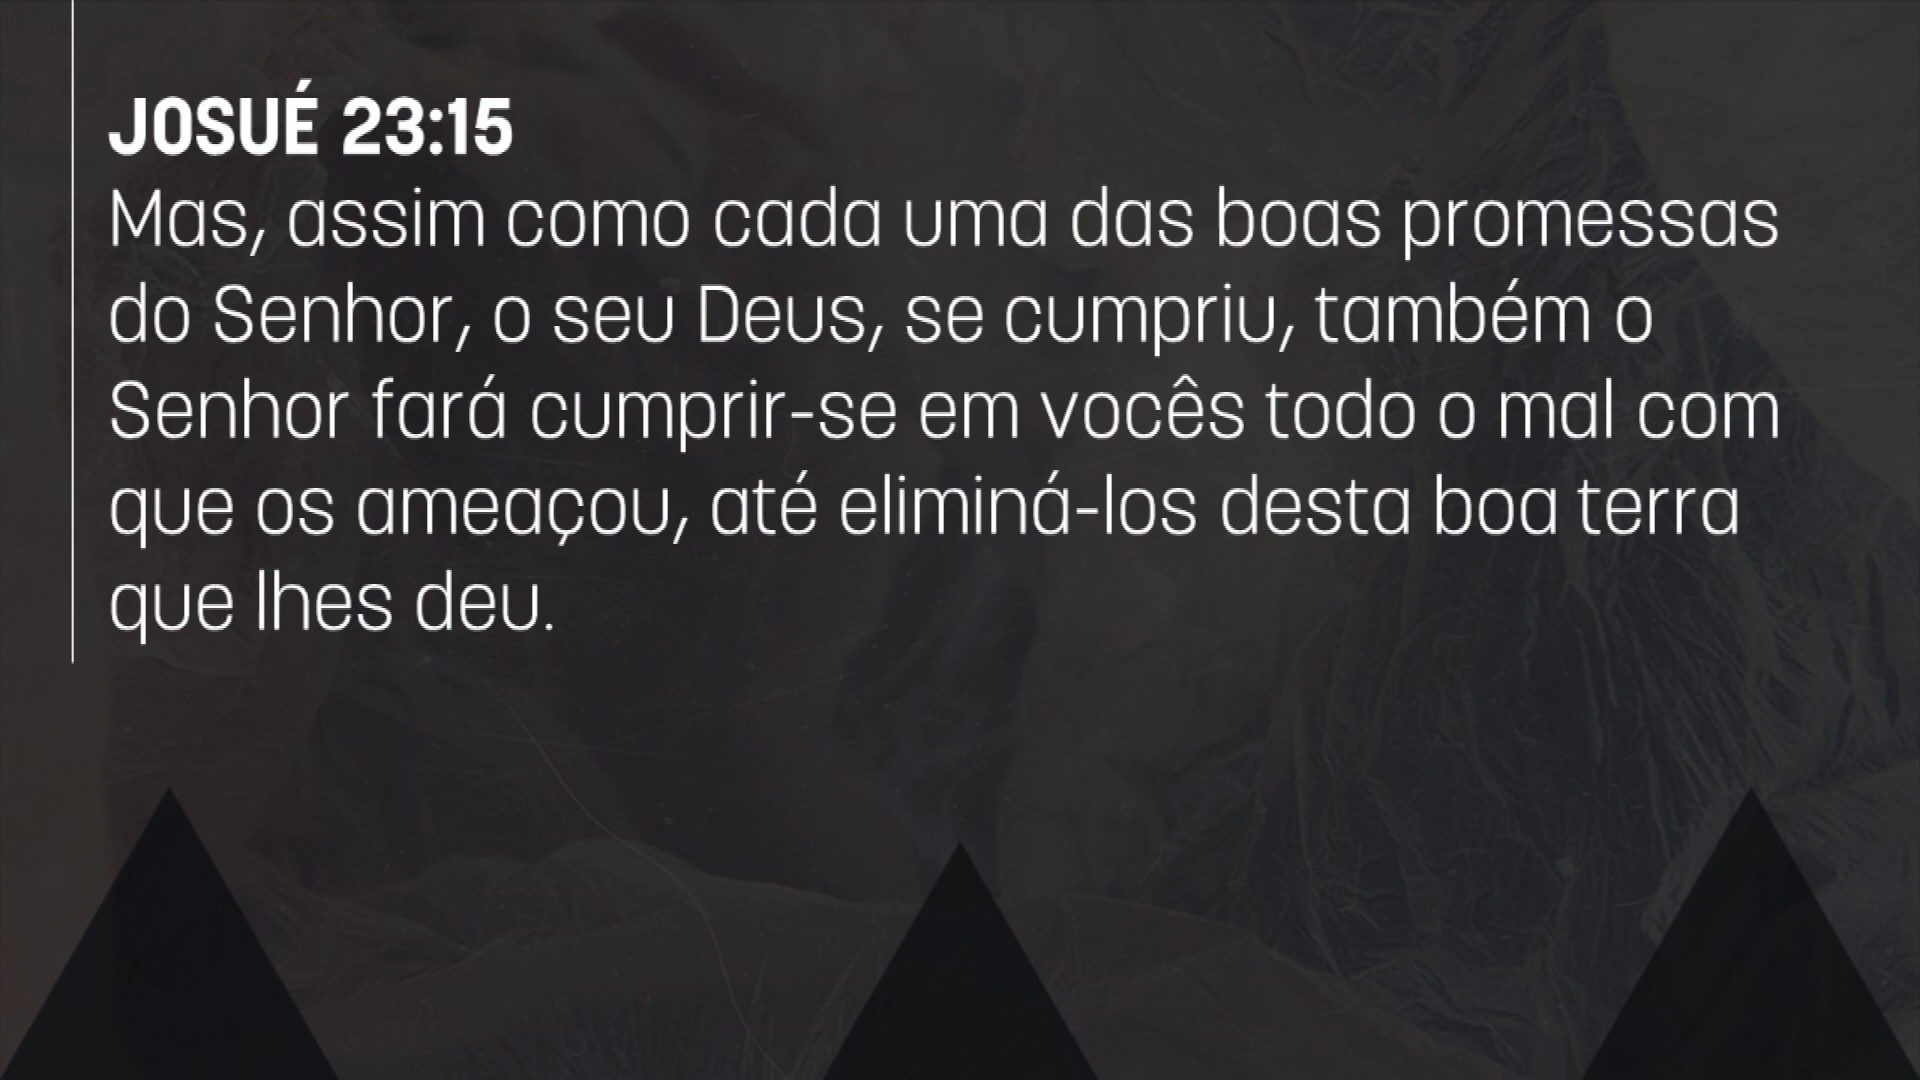 JOSUÉ 23:15
Mas, assim como cada uma das boas promessas
do Senhor, o seu Deus, se cumpriu, também o
Senhor fará cumprir-se em vocês todo o mal com
que os ameaçou, até eliminá-los desta boa terra
que lhes deu.